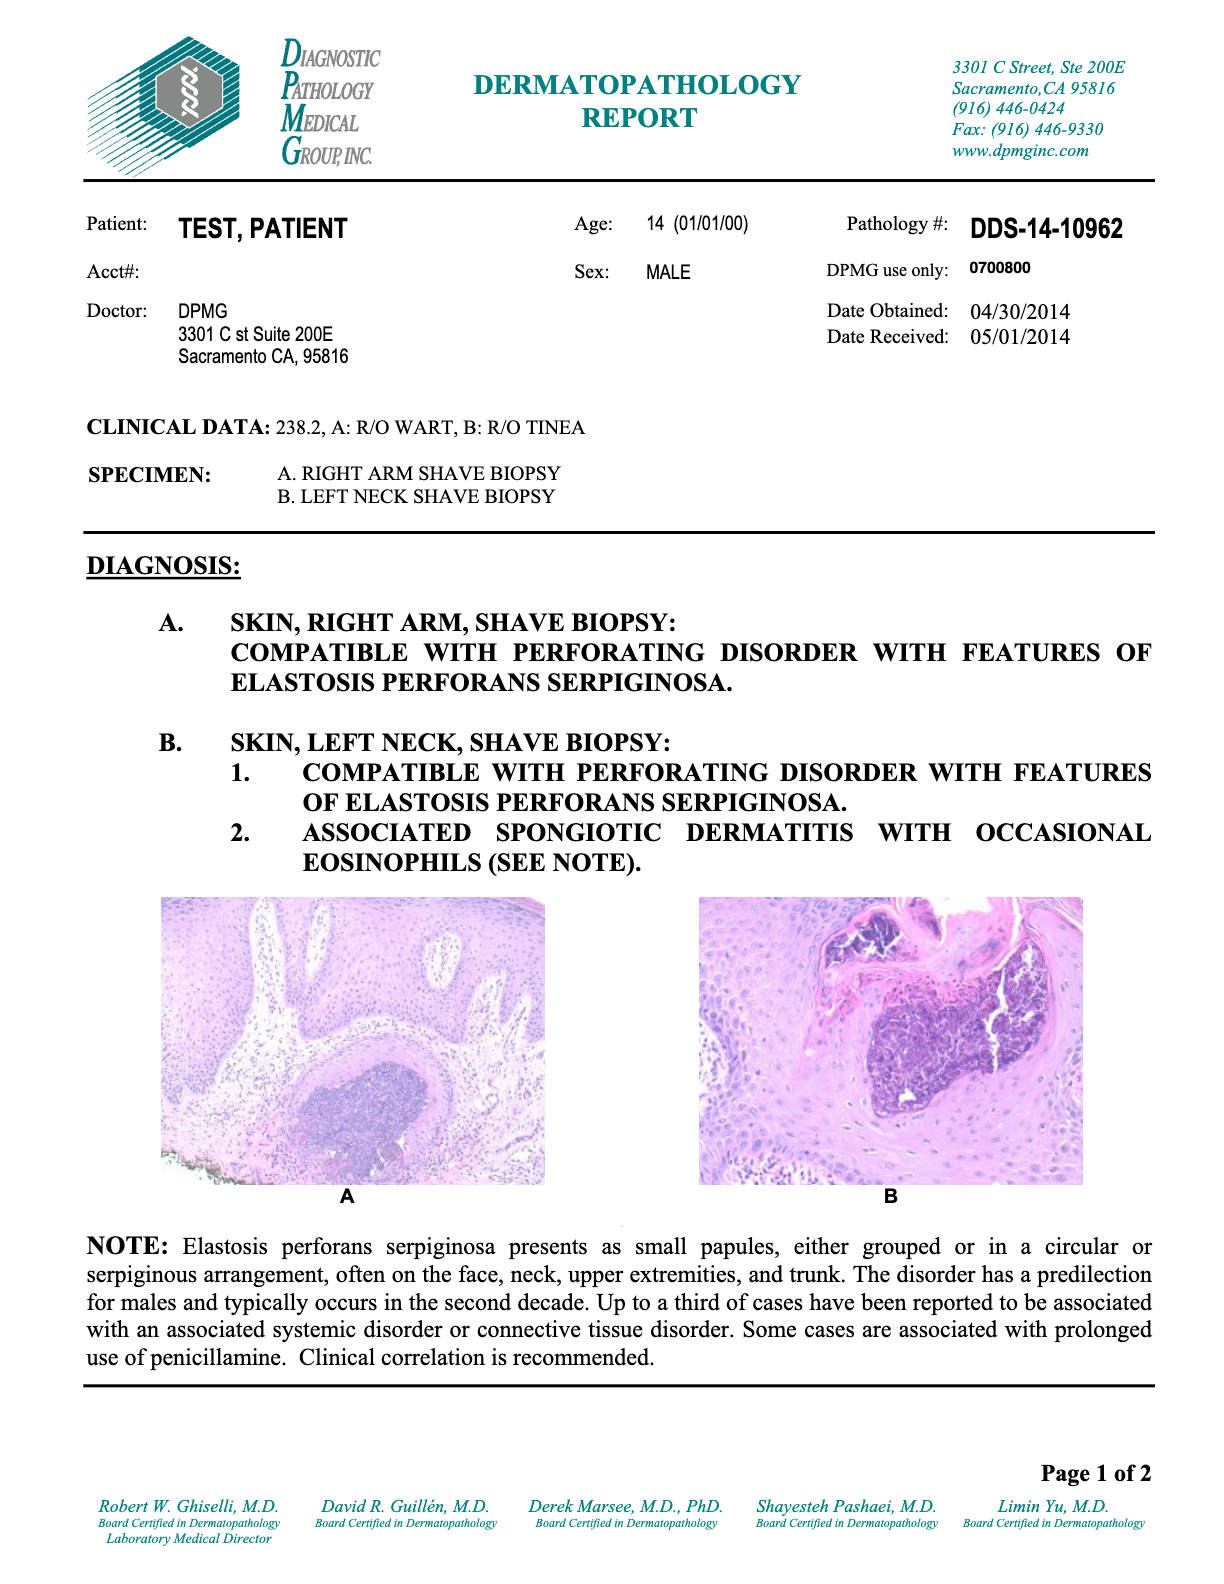 DIAGNOSTIC
PATHOLOGY
MEDICAL
GROUP, INC.
DERMATOPATHOLOGY
REPORT
3301 C Street, Ste 200E
Sacramento,CA 95816
(916) 446-0424
Fax: (916) 446-9330
www.dpmginc.com
Patient: TEST, PATIENT Age: 14 (01/01/00) Pathology #: DDS-14-10962
Acct#: Sex: MALE DPMG use only: 0700800
Doctor: DPMG Date Obtained: 04/30/2014
3301 C st Suite 200E Date Received: 05/01/2014
Sacramento CA, 95816
CLINICAL DATA: 238.2, A: R/O WART, B: R/O TINEA
SPECIMEN: A. RIGHT ARM SHAVE BIOPSY
B. LEFT NECK SHAVE BIOPSY
DIAGNOSIS:
A. SKIN, RIGHT ARM, SHAVE BIOPSY:
COMPATIBLE WITH PERFORATING DISORDER WITH FEATURES OF
ELASTOSIS PERFORANS SERPIGINOSA.
B. SKIN, LEFT NECK, SHAVE BIOPSY:
1. COMPATIBLE WITH PERFORATING DISORDER WITH FEATURES
OF ELASTOSIS PERFORANS SERPIGINOSA.
2. ASSOCIATED SPONGIOTIC DERMATITIS WITH OCCASIONAL
EOSINOPHILS (SEE NOTE).
A B
NOTE: Elastosis perforans serpiginosa presents as small papules, either grouped or in a circular or
serpiginous arrangement, often on the face, neck, upper extremities, and trunk. The disorder has a predilection
for males and typically occurs in the second decade. Up to a third of cases have been reported to be associated
with an associated systemic disorder or connective tissue disorder. Some cases are associated with prolonged
use of penicillamine. Clinical correlation is recommended.
Page 1 of 2
Robert W. Ghiselli, M.D. David R. Guillén, M.D. Derek Marsee, M.D., PhD. Shayesteh Pashaei, M.D. Limin Yu, M.D.
Board Certified in Dermatopathology Board Certified in Dermatopathology Board Certified in Dermatopathology Board Certified in Dermatopathology Board Certified in Dermatopathology
Laboratory Medical Director